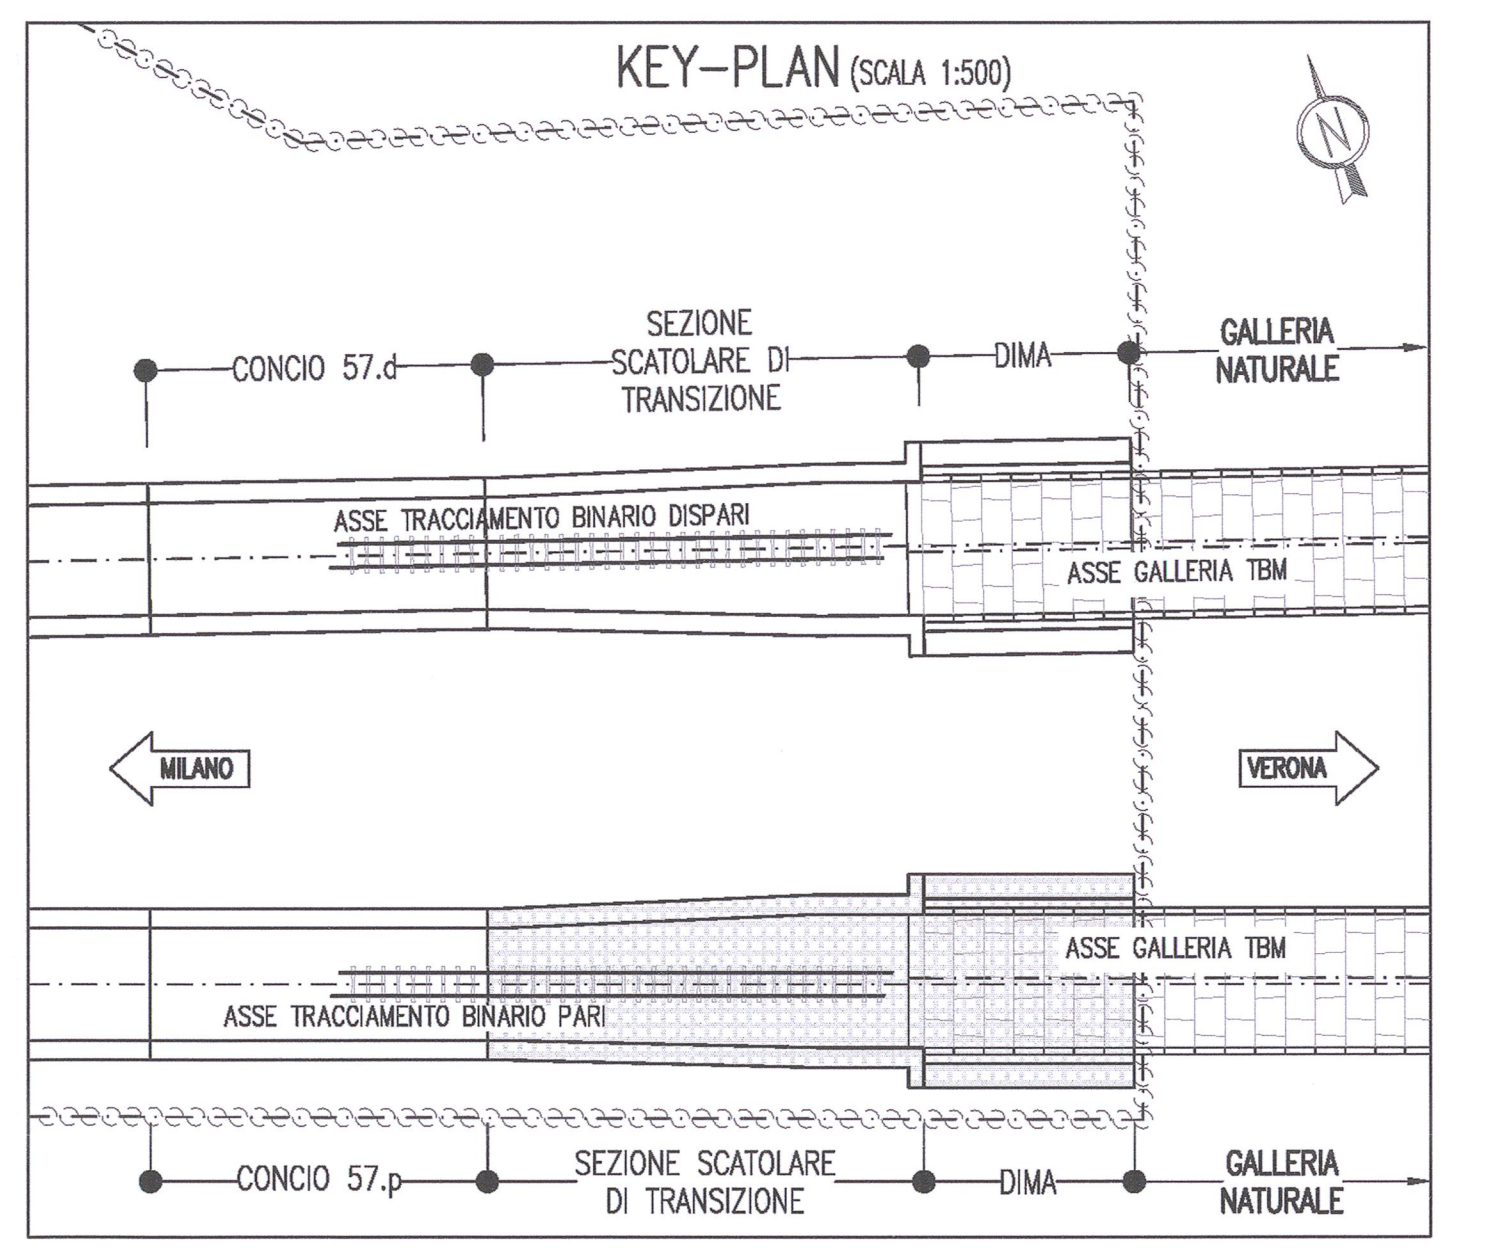 KEY-PLAN (SCALA 1:500)
N
CONCIO 57.d
SEZIONE
SCATOLARE DI
TRANSIZIONE
DIMA
GALLERIA
NATURALE
ASSE TRACCIAMENTO BINARIO DISPARI
ASSE GALLERIA TBM
MILANO
VERONA
ASSE GALLERIA TBM
ASSE TRACCIAMENTO BINARIO PARI
CONCIO 57.p
SEZIONE SCATOLARE
DI TRANSIZIONE
DIMA
GALLERIA
NATURALE